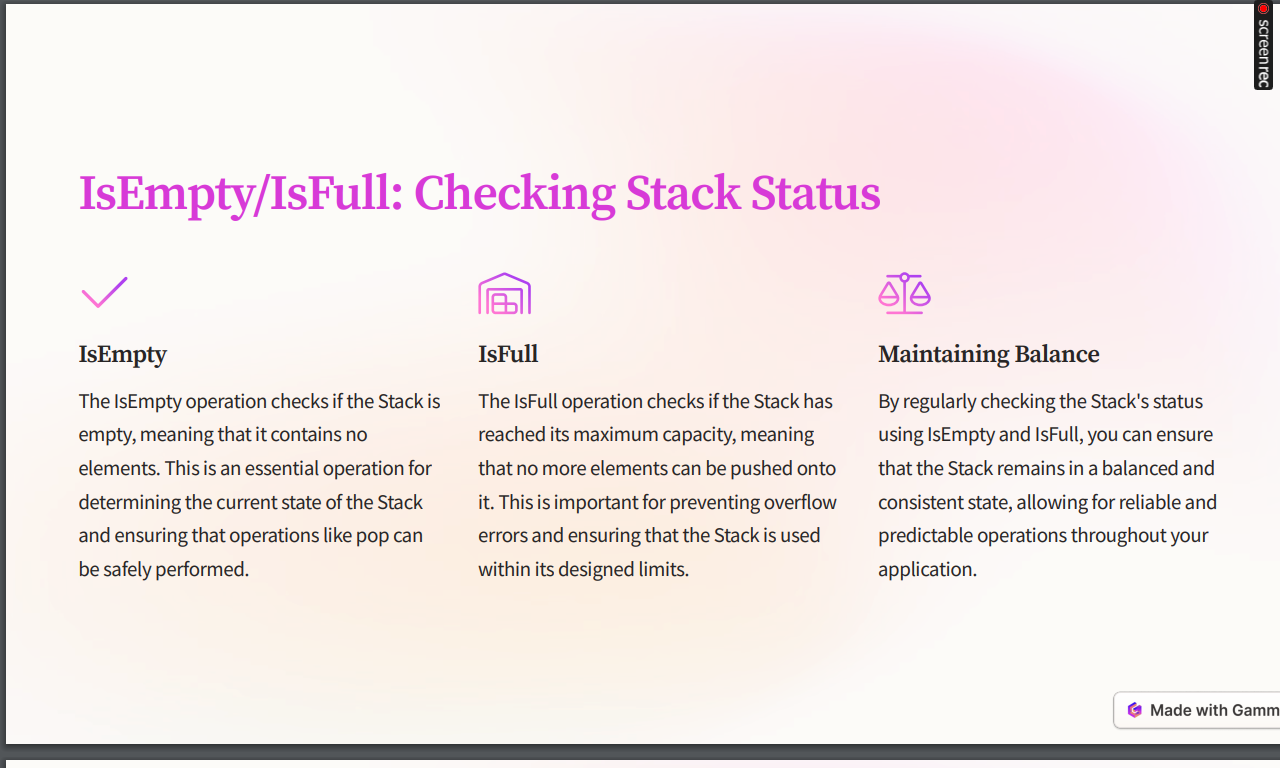 screenrec
IsEmpty/IsFull: Checking Stack Status
IsEmpty
The IsEmpty operation checks if the Stack is
empty, meaning that it contains no
elements. This is an essential operation for
determining the current state of the Stack
and ensuring that operations like pop can
be safely performed.
IsFull
The IsFull operation checks if the Stack has
reached its maximum capacity, meaning
that no more elements can be pushed onto
it. This is important for preventing overflow
errors and ensuring that the Stack is used
within its designed limits.
Maintaining Balance
By regularly checking the Stack's status
using IsEmpty and IsFull, you can ensure
that the Stack remains in a balanced and
consistent state, allowing for reliable and
predictable operations throughout your
application.
Made with Gamm